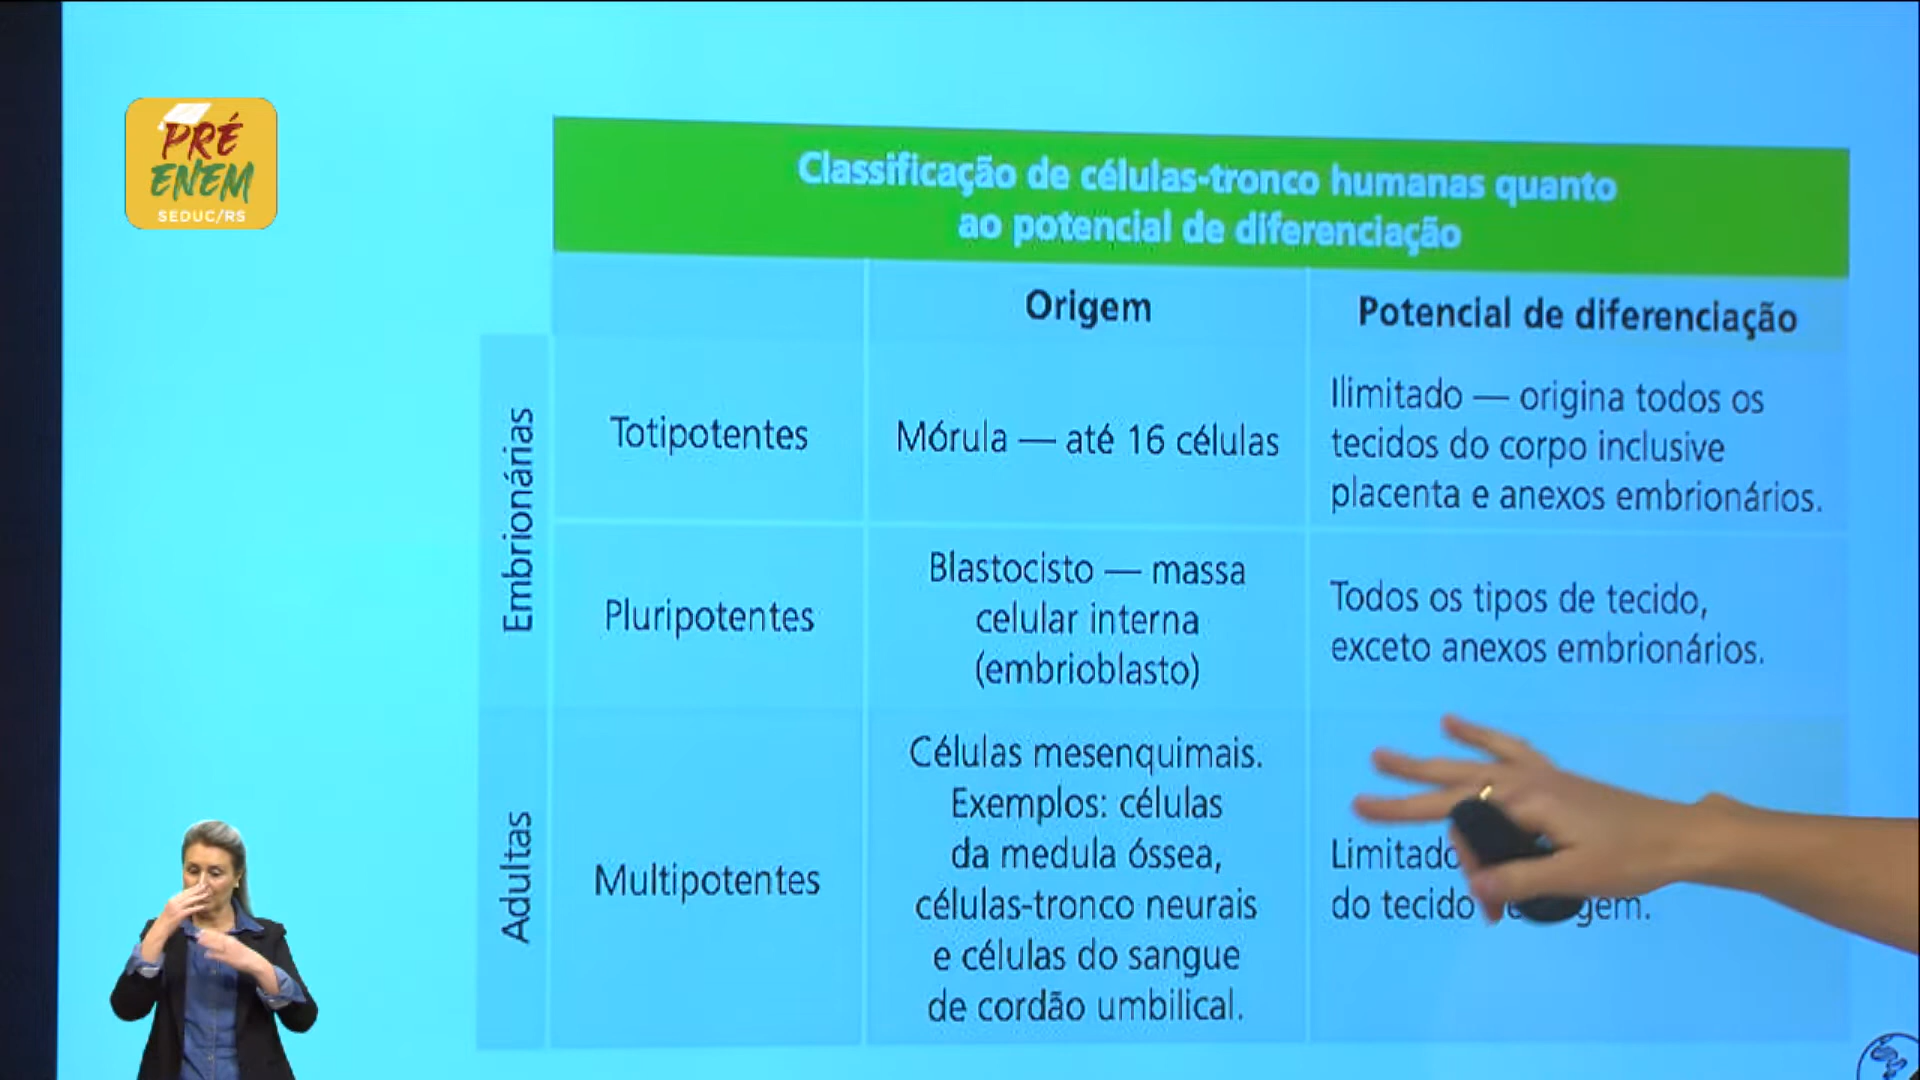 PRÉ
ENEM
SEDUC/RS
Classificação de células-tronco humanas quanto
ao potencial de diferenciação
Origem
Potencial de diferenciação
Embrionárias
Totipotentes
Mórula — até 16 células
Ilimitado — origina todos os
tecidos do corpo inclusive
placenta e anexos embrionários.
Pluripotentes
Blastocisto — massa
celular interna
(embrioblasto)
Todos os tipos de tecido,
exceto anexos embrionários.
Adultas
Multipotentes
Células mesenquimais.
Exemplos: células
da medula óssea,
células-tronco neurais
e células do sangue
de cordão umbilical.
Limitado
do tecido